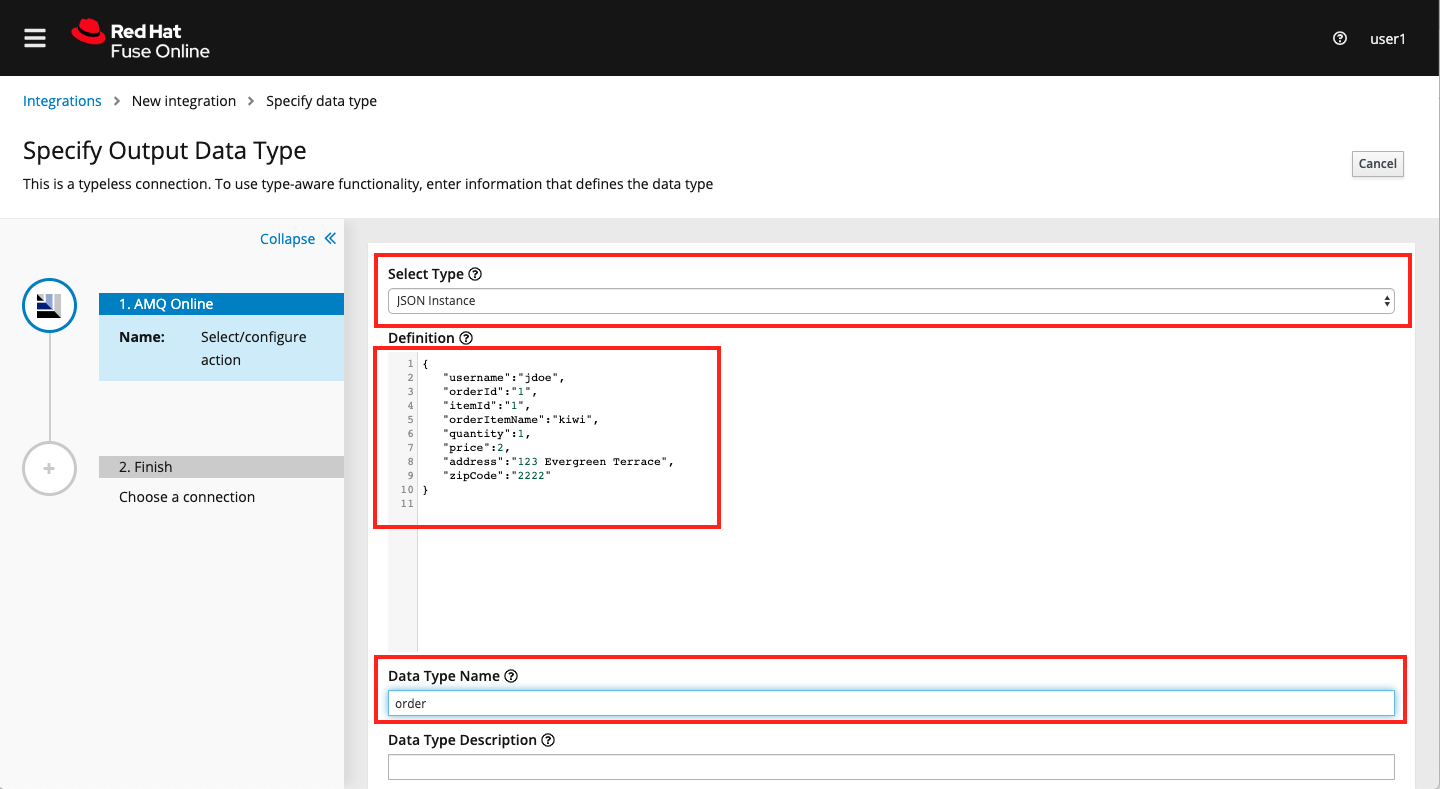 Red Hat
Fuse Online
user1
Integrations > New integration > Specify data type
Specify Output Data Type
Cancel
This is a typeless connection. To use type-aware functionality, enter information that defines the data type
Collapse
1. AMQ Online
Name: Select/configure
action
2. Finish
Choose a connection
Select Type
JSON Instance
Definition
1 {
2 "username":"jdoe",
3 "orderId":"1",
4 "itemId":"1",
5 "orderItemName":"kiwi",
6 "quantity":1,
7 "price":2,
8 "address":"123 Evergreen Terrace",
9 "zipCode":"2222"
10 }
11
Data Type Name
order
Data Type Description